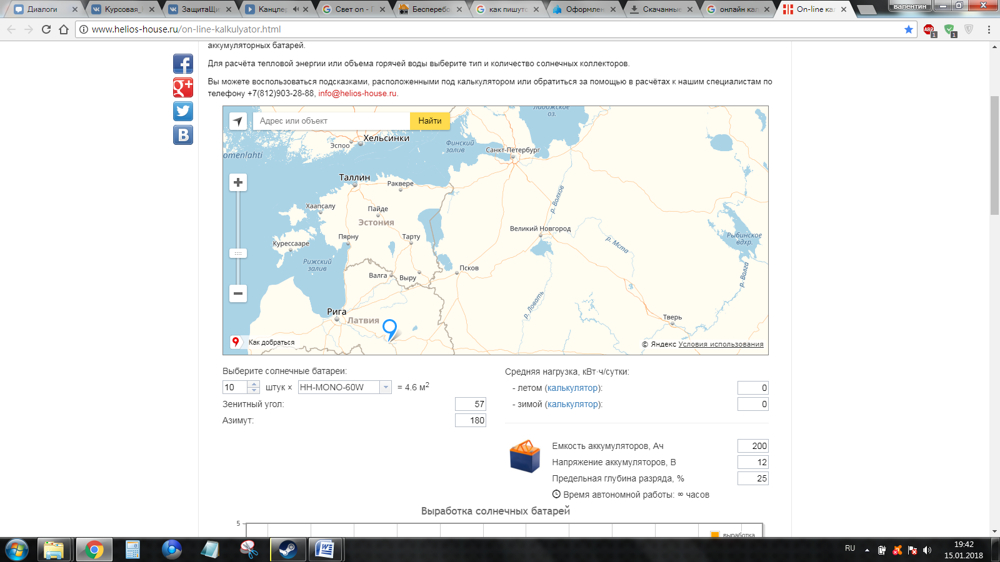 Диалоги
Курсовая_
ЗащитаЩи
Канцлер
Свет on - Г
Бесперебо
как пишутс
Оформлен
Скачанные
онлайн кал
On-line кал
валентин
www.helios-house.ru/on-line-kalkulyator.html
ABP
1
1
аккумуляторных батарей.
Для расчёта тепловой энергии или объема горячей воды выберите тип и количество солнечных коллекторов.
Вы можете воспользоваться подсказками, расположенными под калькулятором или обратиться за помощью в расчётах к нашим специалистам по
телефону +7(812)903-28-88, info@helios-house.ru.
Адрес или объект
Найти
Ладожское
оз.
Хельсинки
Эспоо
omenlahti
Финский
залив
Санкт-Петербург
Таллин
Раквере
р. Волхов
Хаапсалу
Пайде
Эстония
Великий Новгород
Рыбинское
вдхр.
Курессааре
Пярну
Тарту
р. Мста
Рижский
залив
Псков
Валга
Выру
р. Волга
р. Ловать
Рига
Латвия
Тверь
Как добраться
© Яндекс Условия использования
Выберите солнечные батареи:
10 штук × HH-MONO-60W = 4.6 м²
Зенитный угол: 57
Азимут: 180
Средняя нагрузка, кВт·ч/сутки:
- летом (калькулятор): 0
- зимой (калькулятор): 0
Емкость аккумуляторов, Ач 200
Напряжение аккумуляторов, В 12
Предельная глубина разряда, % 25
Время автономной работы: ∞ часов
Выработка солнечных батарей
5
выработка
RU
19:42
15.01.2018